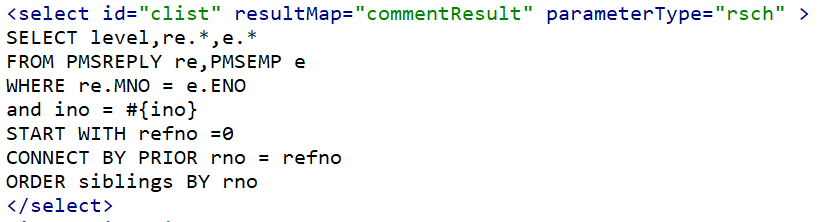 <select id="clist" resultMap="commentResult" parameterType="rsch" >
SELECT level,re.*,e.*
FROM PMSREPLY re,PMSEMP e
WHERE re.MNO = e.ENO
and ino = #{ino}
START WITH refno =0
CONNECT BY PRIOR rno = refno
ORDER siblings BY rno
</select>